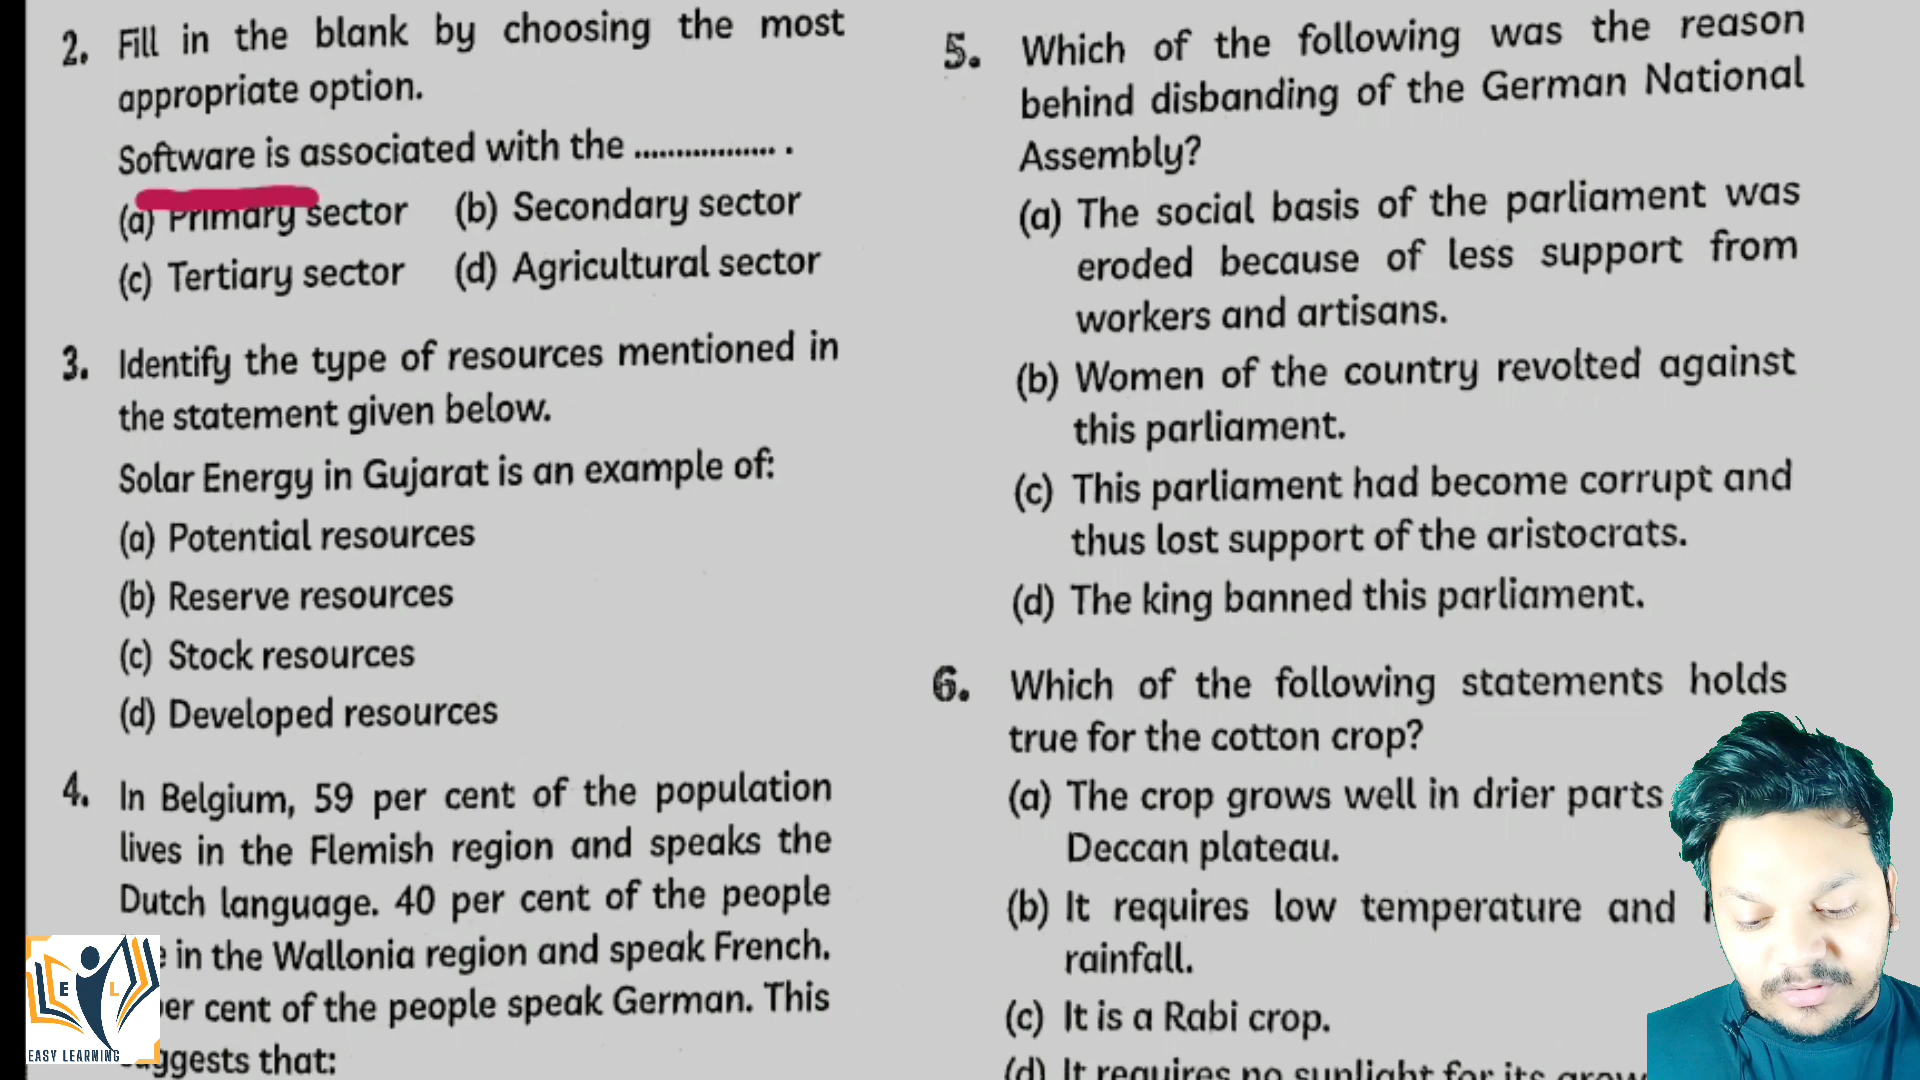 2. Fill in the blank by choosing the most
appropriate option.
Software is associated with the ................. .
(a) Primary sector (b) Secondary sector
(c) Tertiary sector (d) Agricultural sector
3. Identify the type of resources mentioned in
the statement given below.
Solar Energy in Gujarat is an example of:
(a) Potential resources
(b) Reserve resources
(c) Stock resources
(d) Developed resources
4. In Belgium, 59 per cent of the population
lives in the Flemish region and speaks the
Dutch language. 40 per cent of the people
in the Wallonia region and speak French.
cent of the people speak German. This
that:
5. Which of the following was the reason
behind disbanding of the German National
Assembly?
(a) The social basis of the parliament was
eroded because of less support from
workers and artisans.
(b) Women of the country revolted against
this parliament.
(c) This parliament had become corrupt and
thus lost support of the aristocrats.
(d) The king banned this parliament.
6. Which of the following statements holds
true for the cotton crop?
(a) The crop grows well in drier parts
Deccan plateau.
(b) It requires low temperature and
rainfall.
(c) It is a Rabi crop.
(d) It requires no sunlight for its
E L
EASY LEARNING